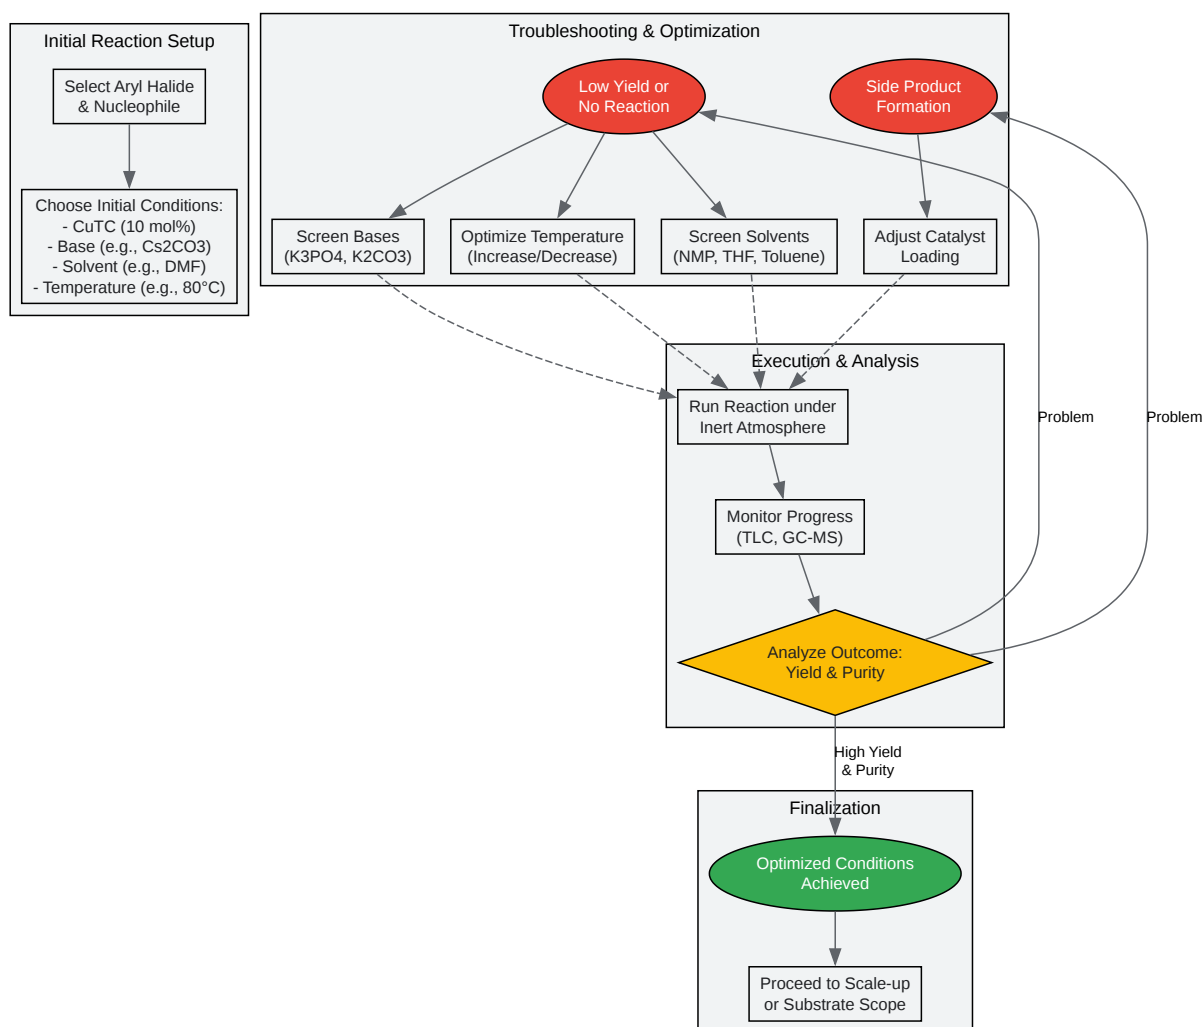 Initial Reaction Setup
Select Aryl Halide
& Nucleophile
Choose Initial Conditions:
- CuTC (10 mol%)
- Base (e.g., Cs2CO3)
- Solvent (e.g., DMF)
- Temperature (e.g., 80°C)
Troubleshooting & Optimization
Low Yield or
No Reaction
Side Product
Formation
Screen Bases
(K3PO4, K2CO3)
Optimize Temperature
(Increase/Decrease)
Screen Solvents
(NMP, THF, Toluene)
Adjust Catalyst
Loading
Execution & Analysis
Run Reaction under
Inert Atmosphere
Problem
Problem
Monitor Progress
(TLC, GC-MS)
Analyze Outcome:
Yield & Purity
High Yield
& Purity
Finalization
Optimized Conditions
Achieved
Proceed to Scale-up
or Substrate Scope